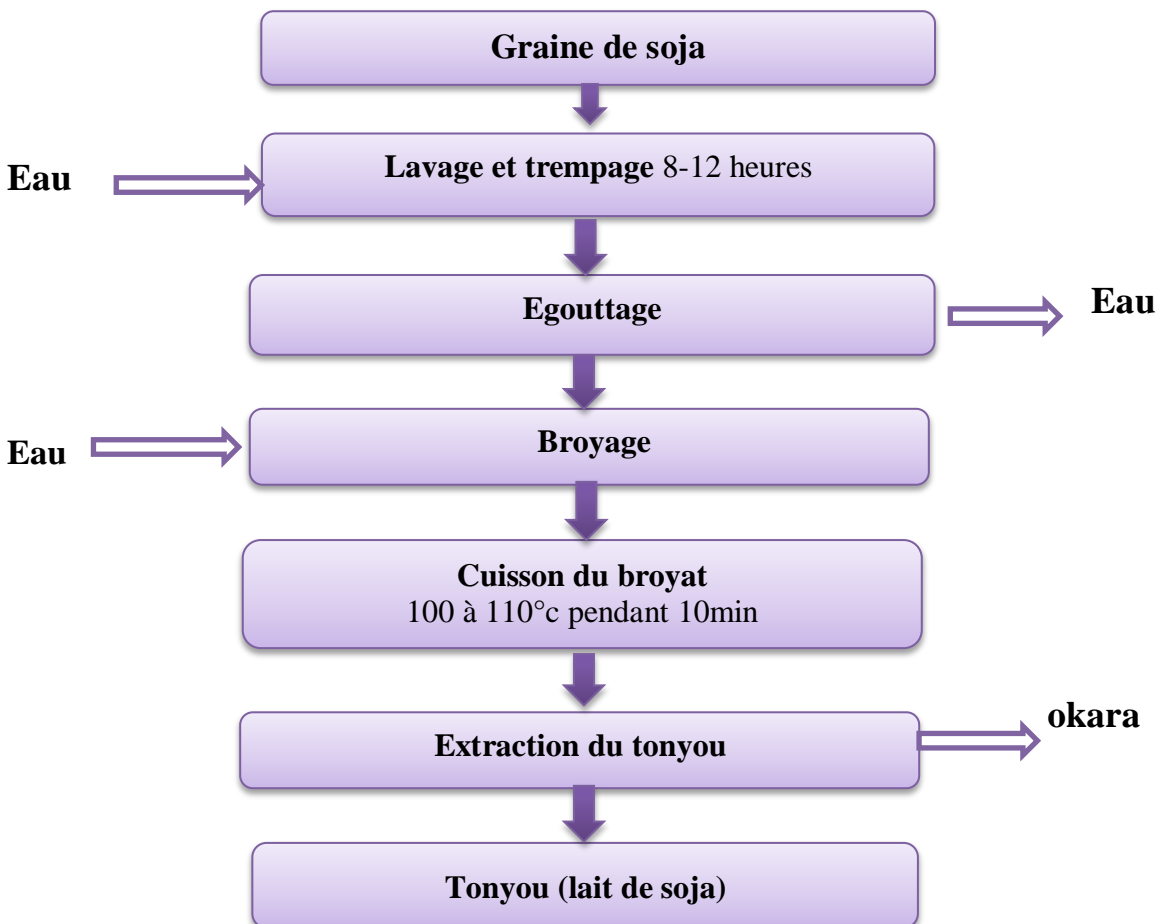 Graine de soja
Eau
Lavage et trempage 8-12 heures
Egouttage
Eau
Eau
Broyage
Cuisson du broyat
100 à 110°c pendant 10min
Extraction du tonyou
okara
Tonyou (lait de soja)